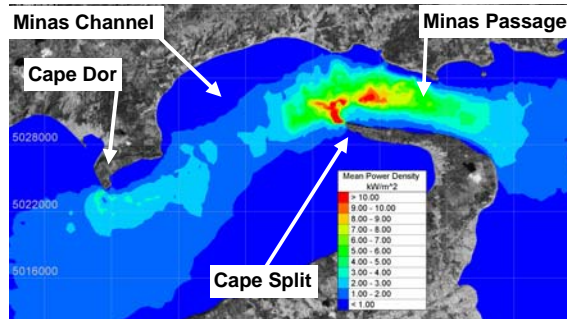 Minas Channel
Minas Passage
Cape Dor
5028000
5022000
5016000
Cape Split
Mean Power Density
kW/m^2
> 10.00
9.00 - 10.00
8.00 - 9.00
7.00 - 8.00
6.00 - 7.00
5.00 - 6.00
4.00 - 5.00
3.00 - 4.00
2.00 - 3.00
1.00 - 2.00
< 1.00